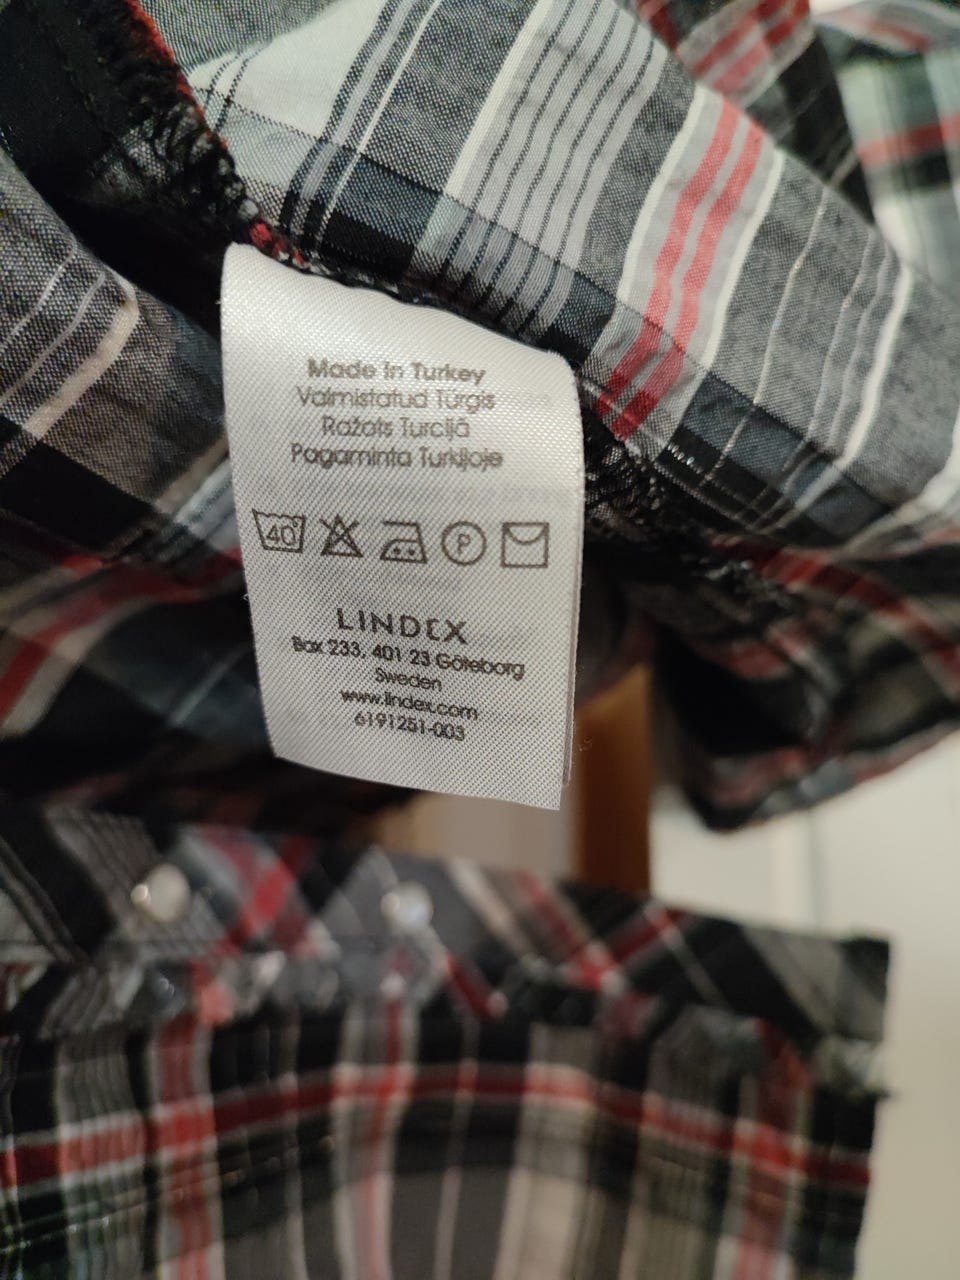 Made in Turkey
Valmistatud Türgis
Ražots Turcijā
Pagaminta Turkijoje
40 P
LINDEX
Box 233, 401 23 Göteborg
Sweden
www.lindex.com
6191251-003